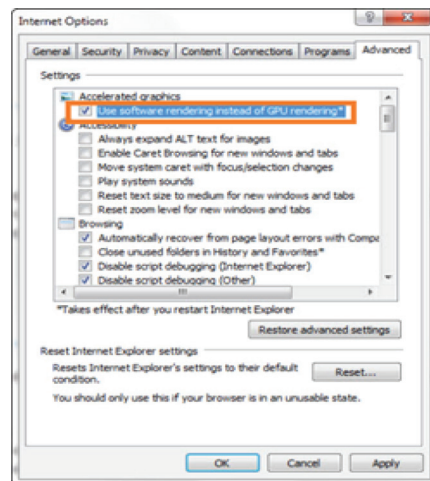 Internet Options
General Security Privacy Content Connections Programs Advanced
Settings
Accelerated graphics
Use software rendering instead of GPU rendering*
Accessibility
Always expand ALT text for images
Enable Caret Browsing for new windows and tabs
Move system caret with focus/selection changes
Play system sounds
Reset text size to medium for new windows and tabs
Reset zoom level for new windows and tabs
Browsing
Automatically recover from page layout errors with Compa
Close unused folders in History and Favorites*
Disable script debugging (Internet Explorer)
Disable script debugging (Other)
*Takes effect after you restart Internet Explorer
Restore advanced settings
Reset Internet Explorer settings
Resets Internet Explorer's settings to their default
condition.
Reset...
You should only use this if your browser is in an unusable state.
OK Cancel Apply